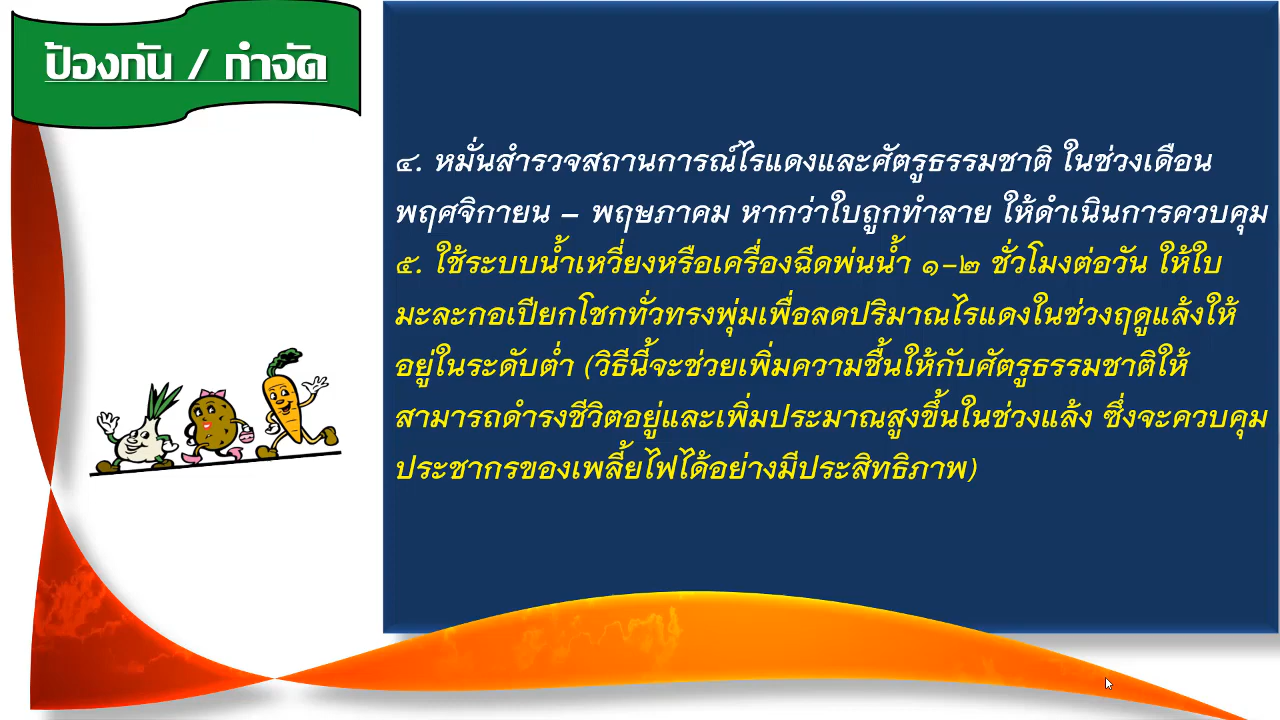 ป้องกัน / กำจัด
๔. หมั่นสำรวจสถานการณ์ไรแดงและศัตรูธรรมชาติ ในช่วงเดือน
พฤศจิกายน – พฤษภาคม หากว่าใบถูกทำลาย ให้ดำเนินการควบคุม
๕. ใช้ระบบน้ำเหวี่ยงหรือเครื่องฉีดพ่นน้ำ ๑-๒ ชั่วโมงต่อวัน ให้ใบ
มะละกอเปียกโชกทั่วทรงพุ่มเพื่อลดปริมาณไรแดงในช่วงฤดูแล้งให้
อยู่ในระดับต่ำ (วิธีนี้จะช่วยเพิ่มความชื้นให้กับศัตรูธรรมชาติให้
สามารถดำรงชีวิตอยู่และเพิ่มประมาณสูงขึ้นในช่วงแล้ง ซึ่งจะควบคุม
ประชากรของเพลี้ยไฟได้อย่างมีประสิทธิภาพ)